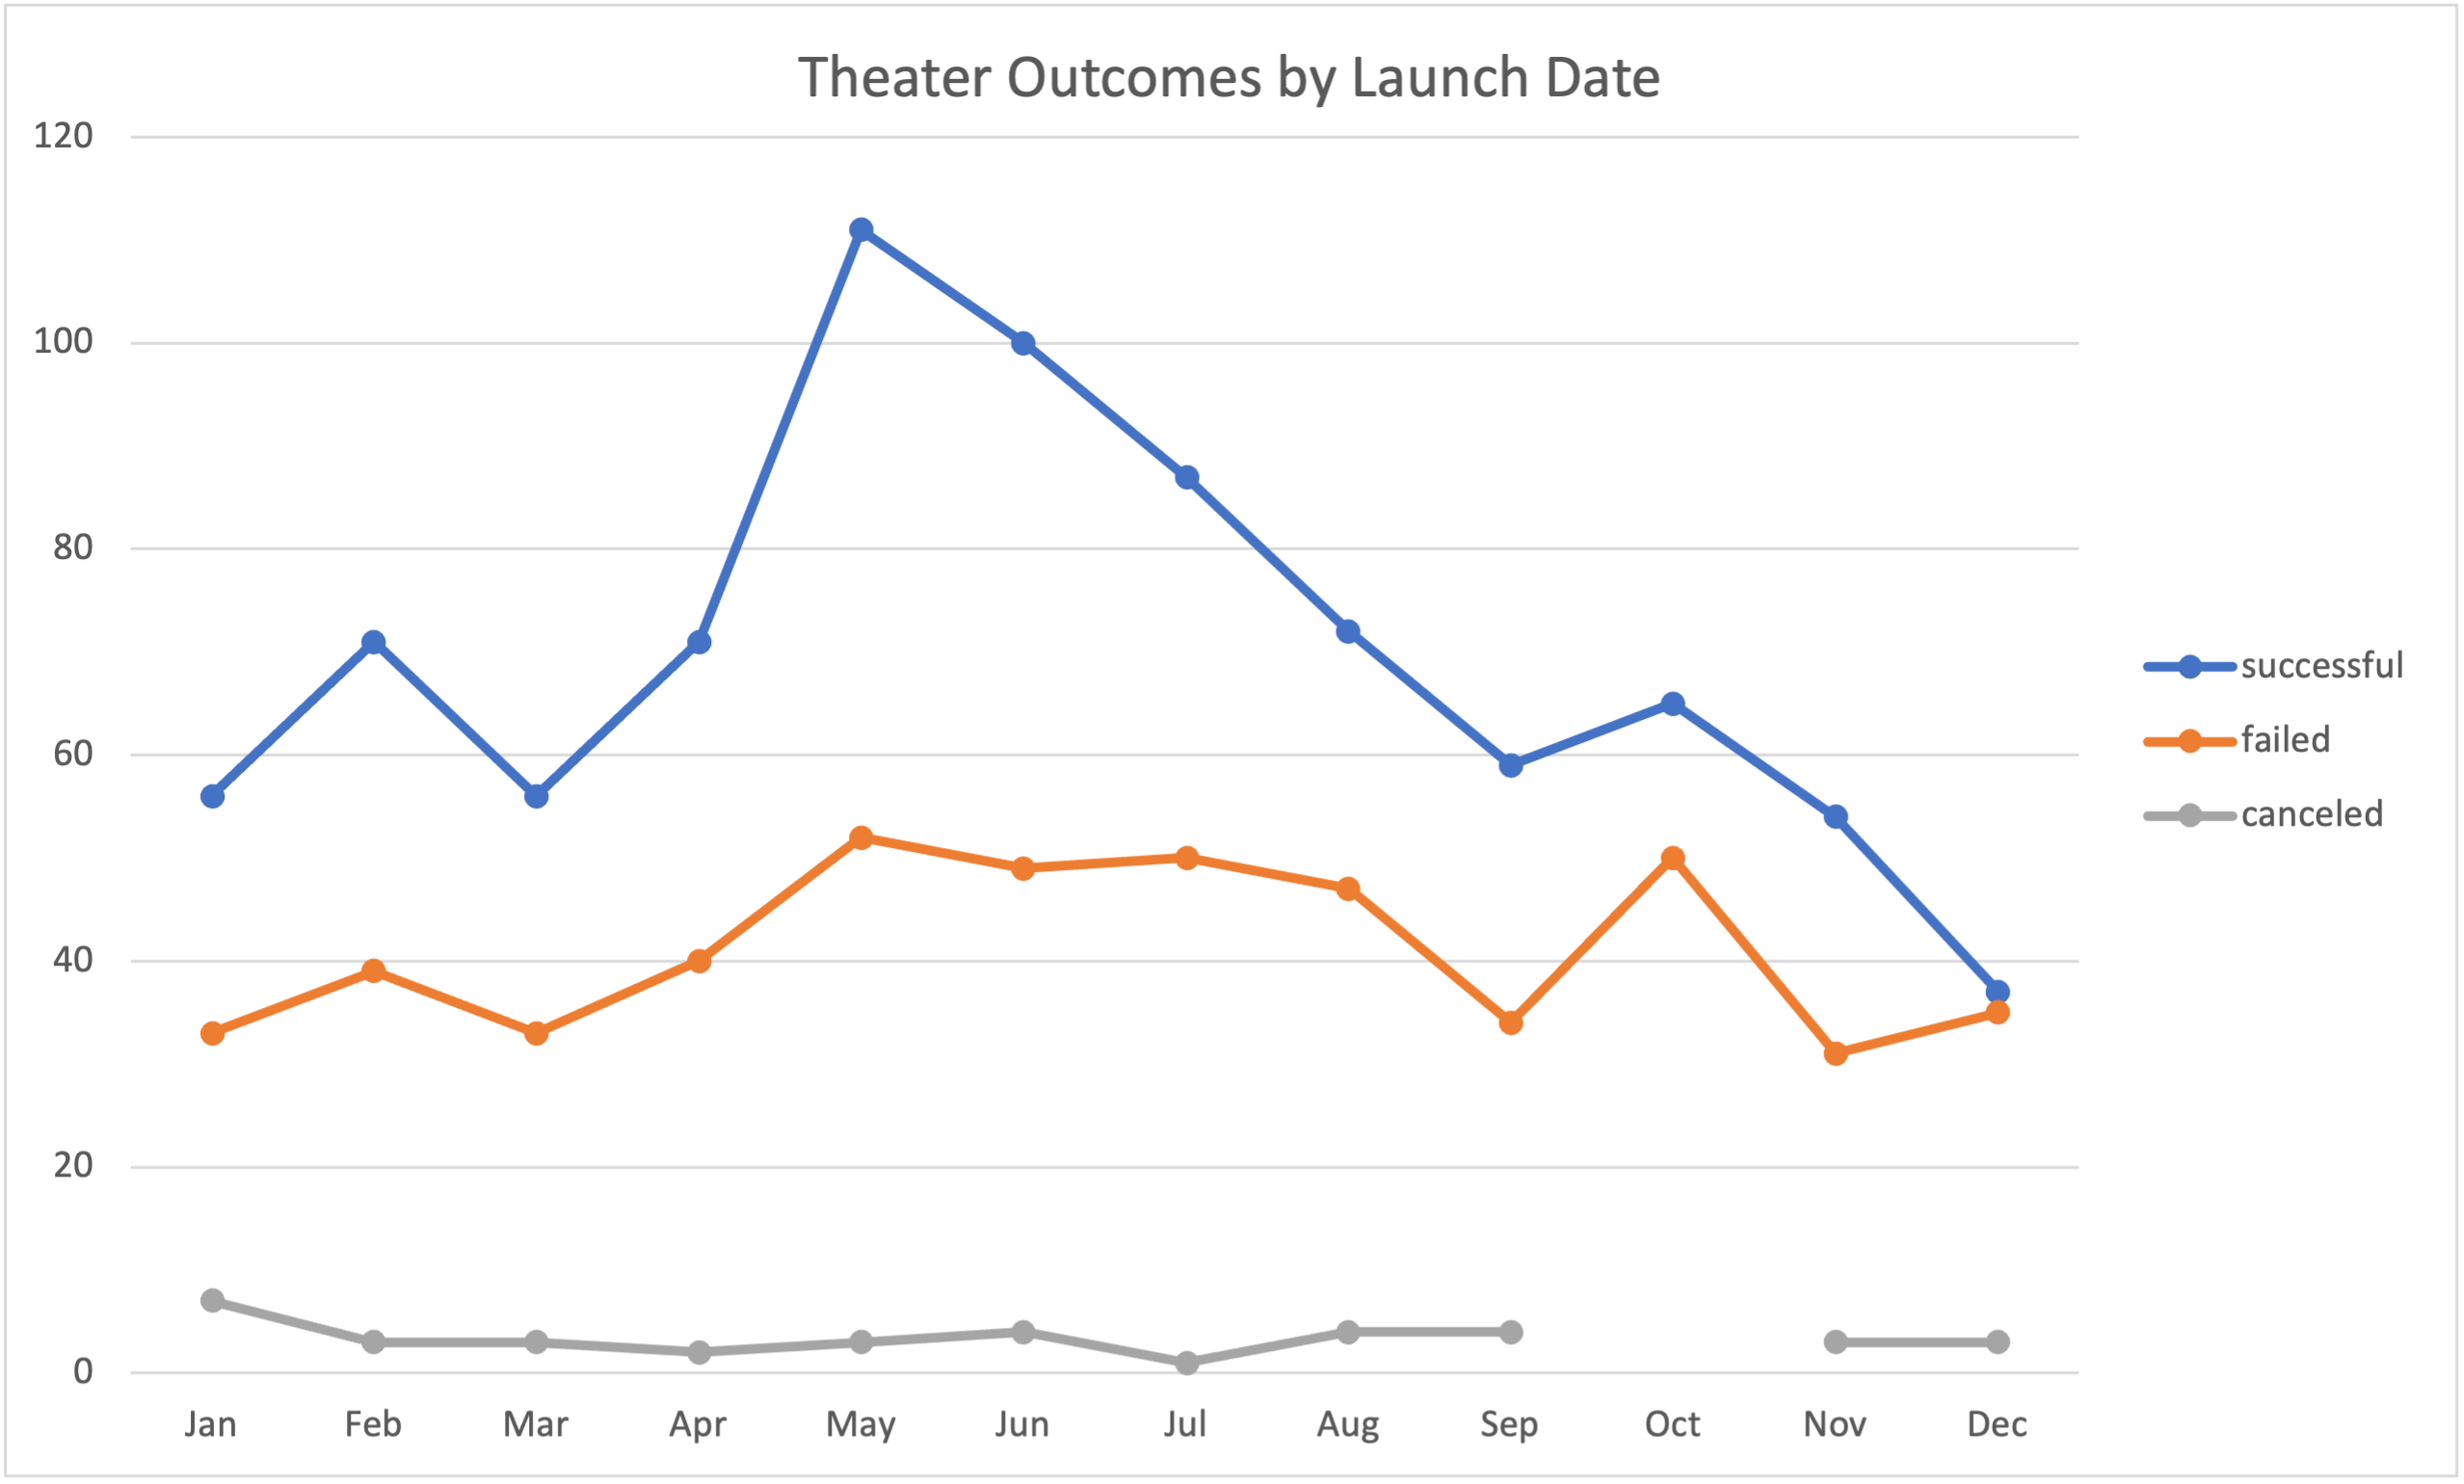 Theater Outcomes by Launch Date
120
100
80
60
40
20
0
Jan Feb Mar Apr May Jun Jul Aug Sep Oct Nov Dec
successful
failed
canceled